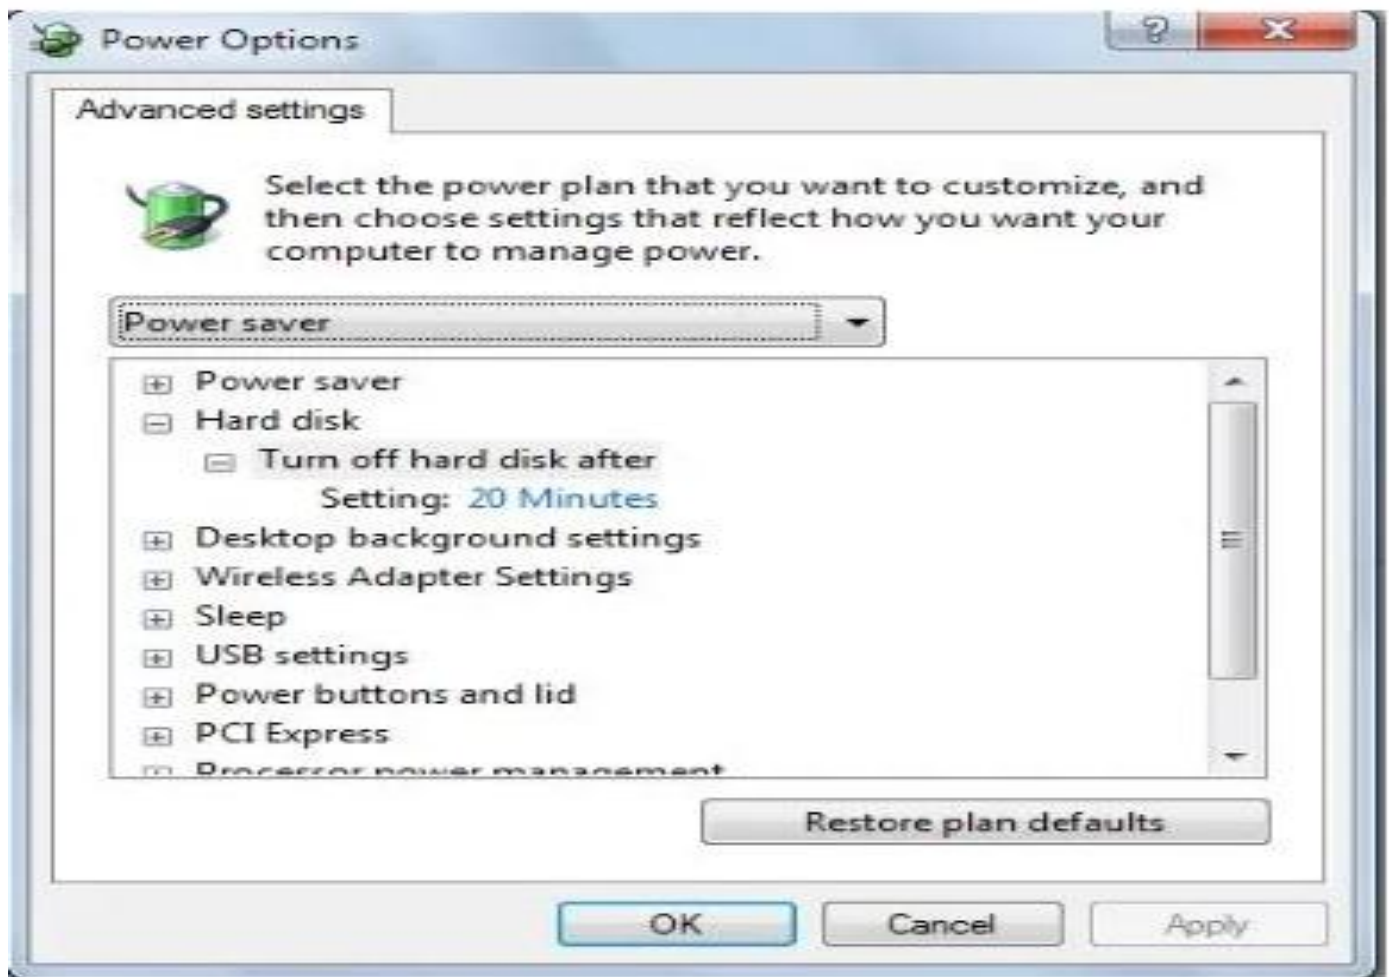 Power Options
Advanced settings
Select the power plan that you want to customize, and
then choose settings that reflect how you want your
computer to manage power.
Power saver
Power saver
Hard disk
Turn off hard disk after
Setting: 20 Minutes
Desktop background settings
Wireless Adapter Settings
Sleep
USB settings
Power buttons and lid
PCI Express
Processor power management
Restore plan defaults
OK Cancel Apply